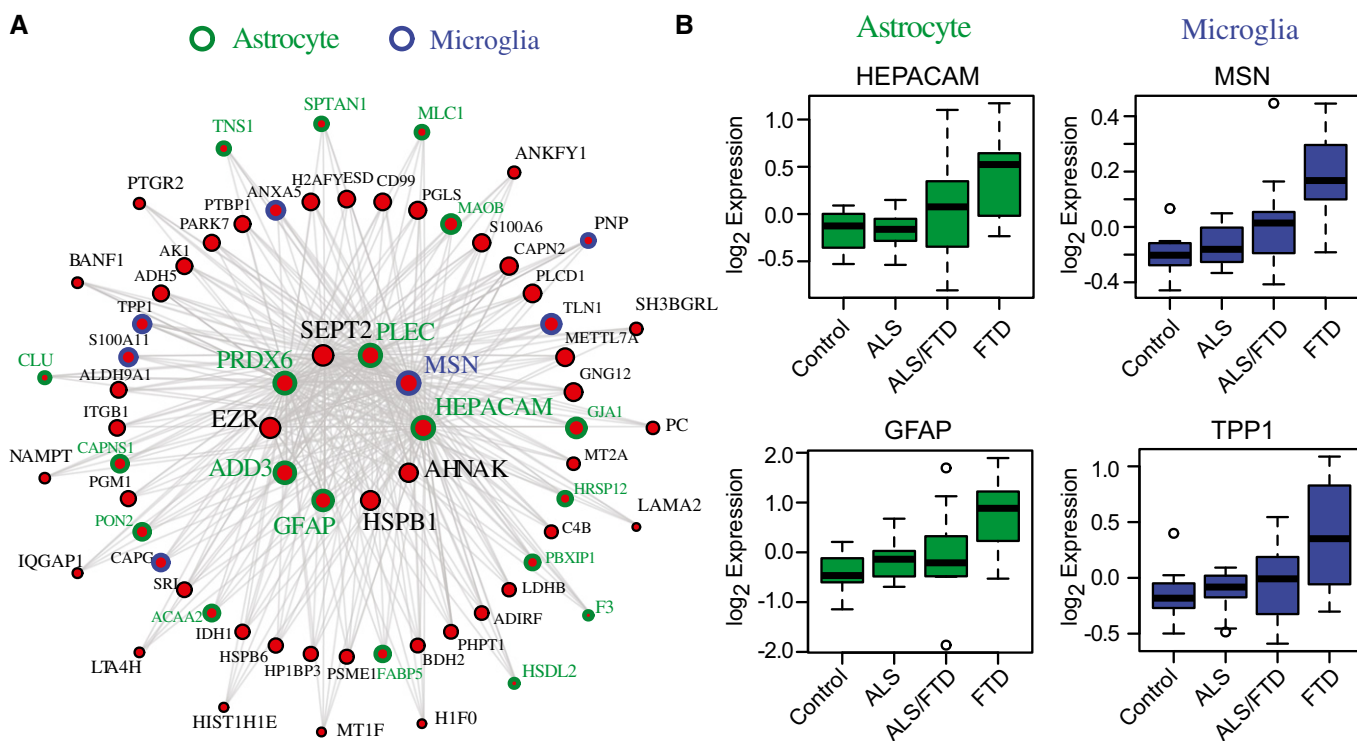 A
Astrocyte
Microglia
SPTAN1
MLC1
TNS1
ANKFY1
PTGR2
ANXA5
H2AFY
ESD
CD99
PGLS
PTBP1
MAOB
PNP
PARK7
S100A6
AK1
CAPN2
BANF1
ADH5
PLCD1
TPP1
TLN1
SH3BGRL
S100A11
SEPT2
PLEC
METTL7A
CLU
PRDX6
MSN
ALDH9A1
GNG12
ITGB1
EZR
HEPACAM
GJA1
PC
CAPNS1
NAMPT
ADD3
AHNAK
MT2A
PGM1
HRSP12
LAMA2
PON2
GFAP
HSPB1
C4B
IQGAP1
CAPG
PBXIP1
SRI
LDHB
F3
ACAA2
ADIRF
IDH1
PHPT1
LTA4H
HSPB6
HP1BP3
PSME1
FABP5
BDH2
HSDL2
HIST1H1E
MT1F
H1F0
B
Astrocyte
Microglia
HEPACAM
log2 Expression
1.0
0.5
0.0
-0.5
Control
ALS
ALS/FTD
FTD
MSN
log2 Expression
0.4
0.2
0.0
-0.4
Control
ALS
ALS/FTD
FTD
GFAP
log2 Expression
2.0
1.0
0.0
-1.0
-2.0
Control
ALS
ALS/FTD
FTD
TPP1
log2 Expression
1.0
0.5
0.0
-0.5
Control
ALS
ALS/FTD
FTD